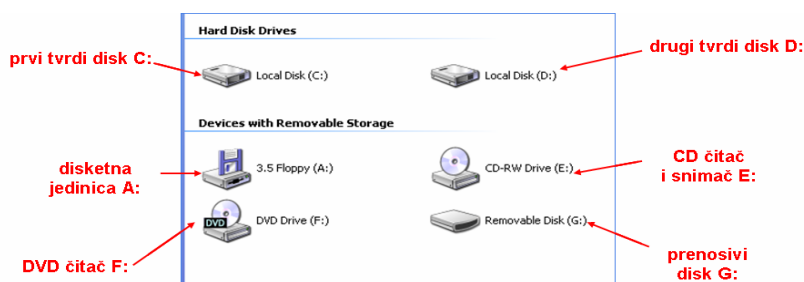 Hard Disk Drives
prvi tvrdi disk C:
Local Disk (C:)
Local Disk (D:)
drugi tvrdi disk D:
Devices with Removable Storage
disketna
jedinica A:
3.5 Floppy (A:)
CD-RW Drive (E:)
CD čitač
i snimač E:
DVD
DVD Drive (F:)
Removable Disk (G:)
DVD čitač F:
prenosivi
disk G: